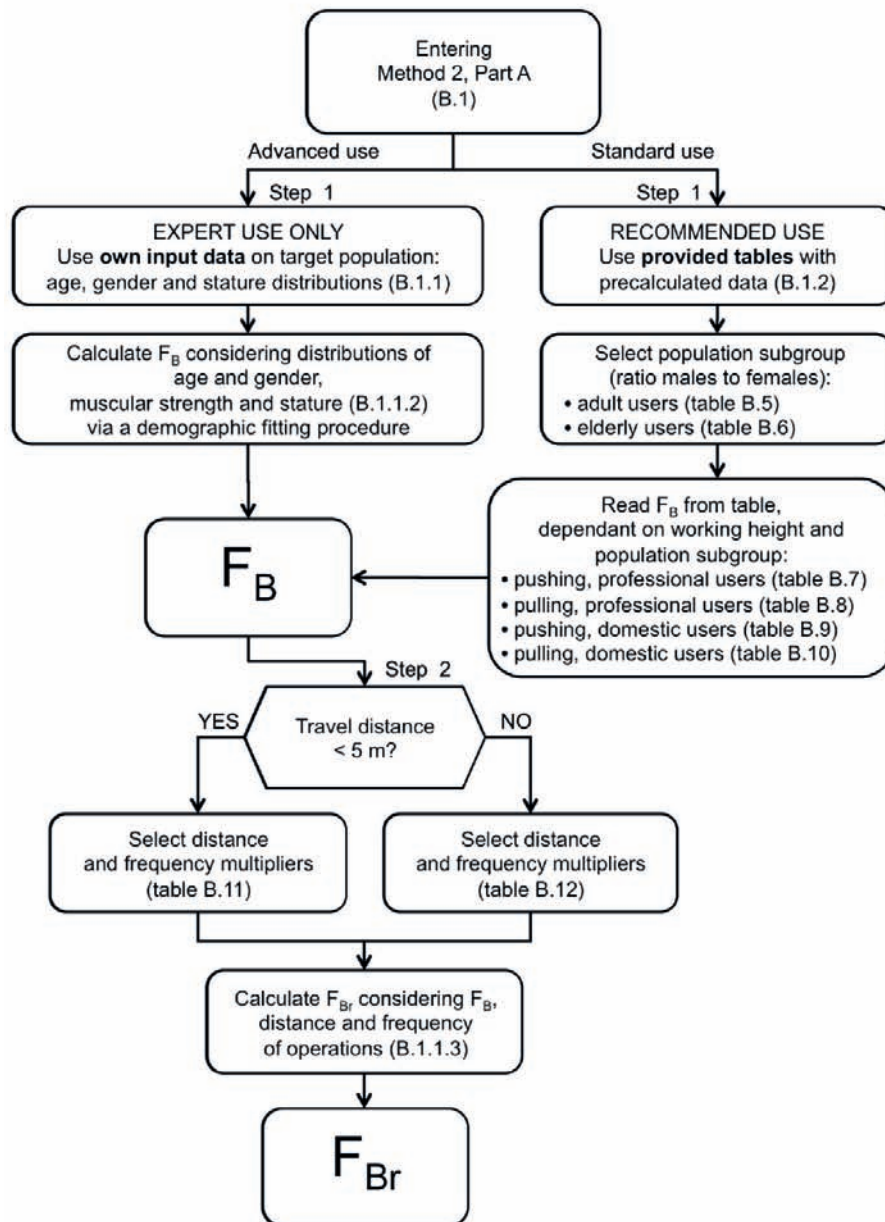 Entering
Method 2, Part A
(B.1)
Advanced use
Standard use
Step 1
Step 1
EXPERT USE ONLY
Use own input data on target population:
age, gender and stature distributions (B.1.1)
RECOMMENDED USE
Use provided tables with
precalculated data (B.1.2)
Calculate FB considering distributions of
age and gender,
muscular strength and stature (B.1.1.2)
via a demographic fitting procedure
Select population subgroup
(ratio males to females):
• adult users (table B.5)
• elderly users (table B.6)
Read FB from table,
dependant on working height and
population subgroup:
• pushing, professional users (table B.7)
• pulling, professional users (table B.8)
• pushing, domestic users (table B.9)
• pulling, domestic users (table B.10)
FB
Step 2
YES
Travel distance
< 5 m?
NO
Select distance
and frequency multipliers
(table B.11)
Select distance
and frequency multipliers
(table B.12)
Calculate FBr considering FB,
distance and frequency
of operations (B.1.1.3)
FBr